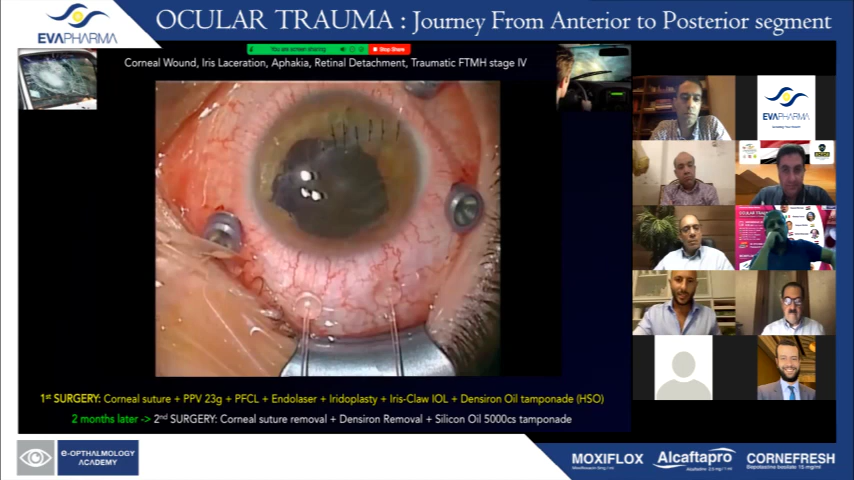 OCULAR TRAUMA : Journey From Anterior to Posterior segment
EVAPHARMA
You are screen sharing
Stop Share
Corneal Wound, Iris Laceration, Aphakia, Retinal Detachment, Traumatic FTMH stage IV
EVAPHARMA
OCULAR TRAUMA
1st SURGERY: Corneal suture + PPV 23g + PFCL + Endolaser + Iridoplasty + Iris-Claw IOL + Densiron Oil tamponade (HSO)
2 months later -> 2nd SURGERY: Corneal suture removal + Densiron Removal + Silicon Oil 5000cs tamponade
e-OPTHALMOLOGY
ACADEMY
MOXIFLOX
Alcaftapro
CORNEFRESH